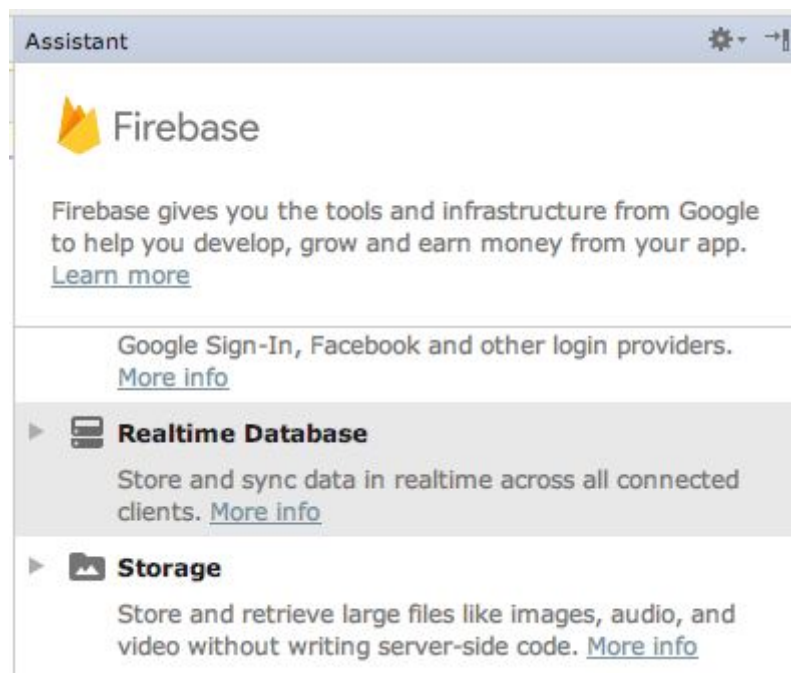 Assistant
Firebase
Firebase gives you the tools and infrastructure from Google
to help you develop, grow and earn money from your app.
Learn more
Google Sign-In, Facebook and other login providers.
More info
Realtime Database
Store and sync data in realtime across all connected
clients. More info
Storage
Store and retrieve large files like images, audio, and
video without writing server-side code. More info